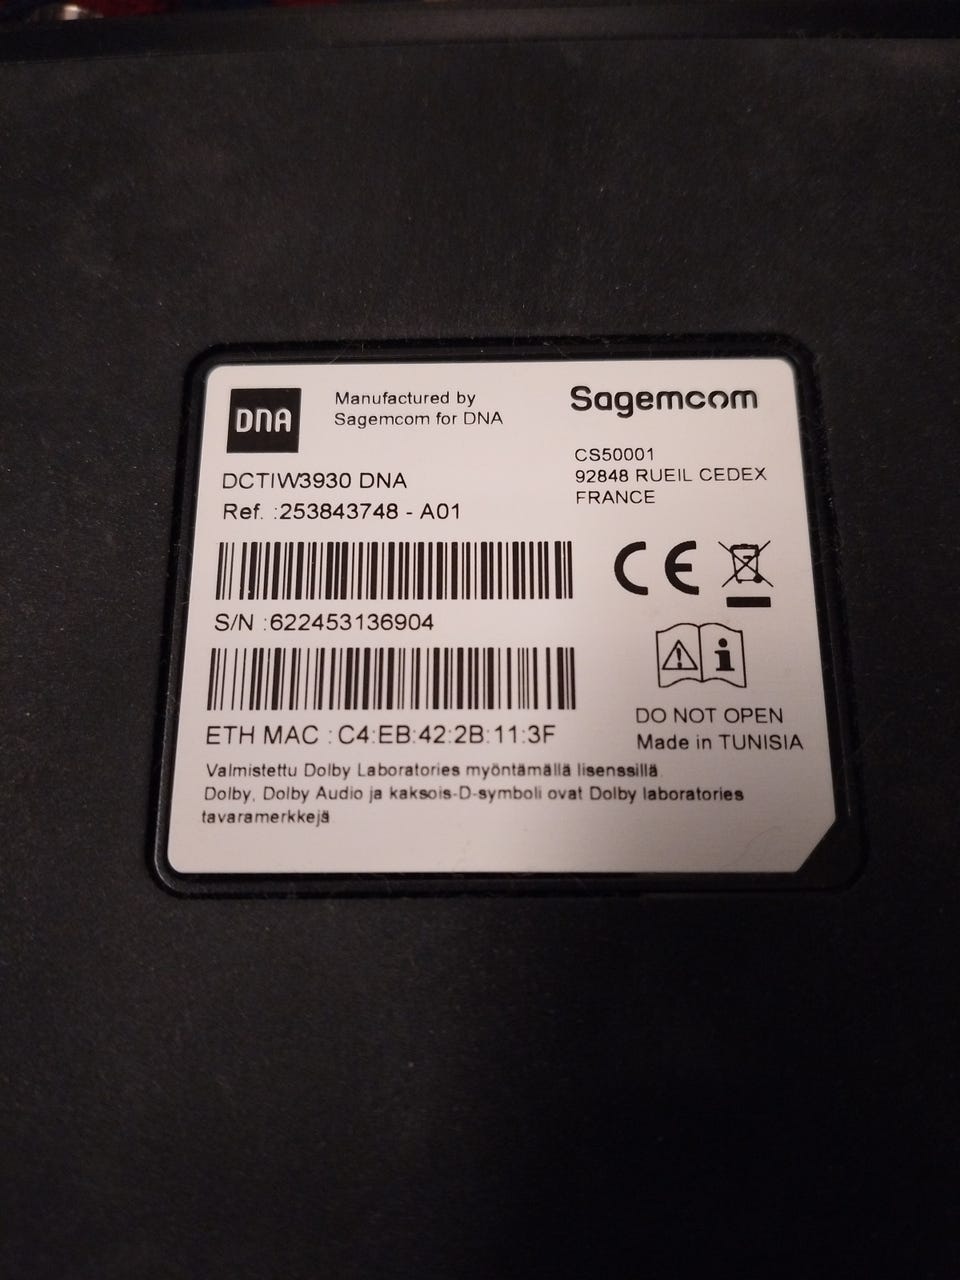 DNA
Manufactured by
Sagemcom for DNA
Sagemcom
CS50001
92848 RUEIL CEDEX
FRANCE
DCTIW3930 DNA
Ref. :253843748 - A01
S/N :622453136904
ETH MAC : C4:EB:42:2B:11:3F
DO NOT OPEN
Made in TUNISIA
Valmistettu Dolby Laboratories myöntämällä lisenssillä.
Dolby, Dolby Audio ja kaksois-D-symboli ovat Dolby laboratories
tavaramerkkejä